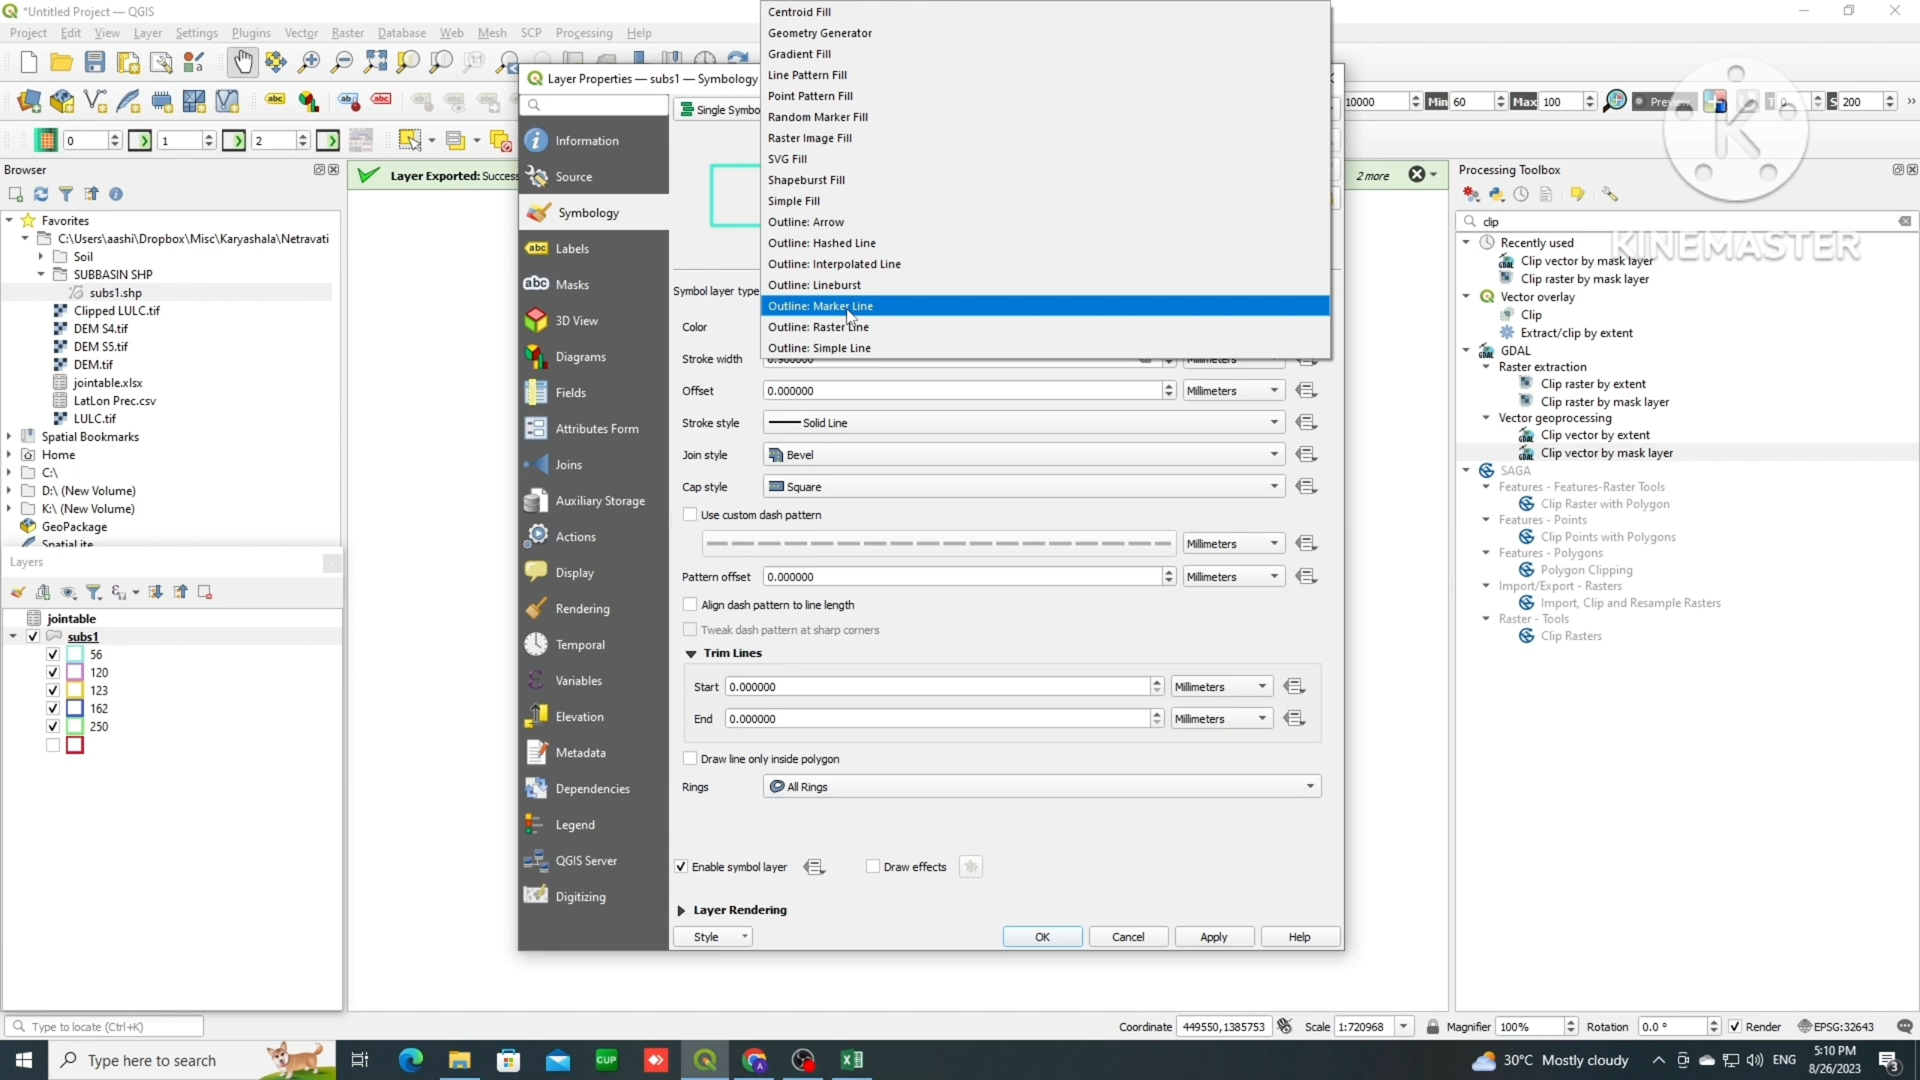 *Untitled Project — QGIS
Project Edit View Layer Settings Plugins Vector Raster Database Web Mesh SCP Processing Help
10000 Min 60 Max 100 Preview T 0 S 200
0 1 2
Browser
Favorites
C:\Users\aashi\Dropbox\Misc\Karyashala\Netravati
Soil
SUBBASIN SHP
subs1.shp
Clipped LULC.tif
DEM S4.tif
DEM S5.tif
DEM.tif
jointable.xlsx
LatLon Prec.csv
LULC.tif
Spatial Bookmarks
Home
C:\
D:\ (New Volume)
K:\ (New Volume)
GeoPackage
SpatiaLite
Layers
jointable
subs1
56
120
123
162
250
Type to locate (Ctrl+K)
Layer Exported: Success
2 more
Layer Properties — subs1 — Symbology
Information
Source
Symbology
Labels
Masks
3D View
Diagrams
Fields
Attributes Form
Joins
Auxiliary Storage
Actions
Display
Rendering
Temporal
Variables
Elevation
Metadata
Dependencies
Legend
QGIS Server
Digitizing
Single Symbo
Centroid Fill
Geometry Generator
Gradient Fill
Line Pattern Fill
Point Pattern Fill
Random Marker Fill
Raster Image Fill
SVG Fill
Shapeburst Fill
Simple Fill
Outline: Arrow
Outline: Hashed Line
Outline: Interpolated Line
Outline: Lineburst
Outline: Marker Line
Outline: Raster Line
Outline: Simple Line
Symbol layer type
Color
Stroke width Millimeters
Offset 0.000000 Millimeters
Stroke style Solid Line
Join style Bevel
Cap style Square
Use custom dash pattern
Millimeters
Pattern offset 0.000000 Millimeters
Align dash pattern to line length
Tweak dash pattern at sharp corners
Trim Lines
Start 0.000000 Millimeters
End 0.000000 Millimeters
Draw line only inside polygon
Rings All Rings
Enable symbol layer Draw effects
Layer Rendering
Style OK Cancel Apply Help
Processing Toolbox
clip
Recently used
Clip vector by mask layer
Clip raster by mask layer
Vector overlay
Clip
Extract/clip by extent
GDAL
Raster extraction
Clip raster by extent
Clip raster by mask layer
Vector geoprocessing
Clip vector by extent
Clip vector by mask layer
SAGA
Features - Features-Raster Tools
Clip Raster with Polygon
Features - Points
Clip Points with Polygons
Features - Polygons
Polygon Clipping
Import/Export - Rasters
Import, Clip and Resample Rasters
Raster - Tools
Clip Rasters
K
KINEMASTER
Coordinate 449550,1385753 Scale 1:720968 Magnifier 100% Rotation 0.0 ° Render EPSG:32643
Type here to search
CUP
30°C Mostly cloudy
ENG
5:10 PM
8/26/2023
3